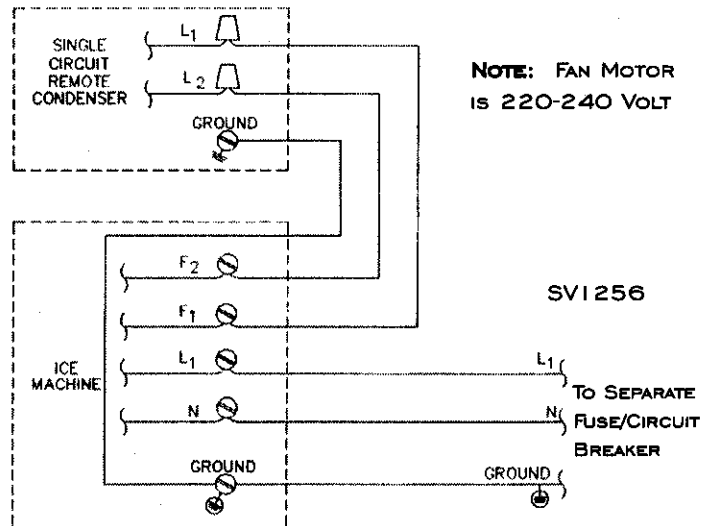 L1
SINGLE
CIRCUIT
REMOTE
CONDENSER
L2
GROUND
NOTE: FAN MOTOR
IS 220-240 VOLT
F2
F1
SV1256
ICE
MACHINE
L1
L1
N
N
TO SEPARATE
FUSE/CIRCUIT
BREAKER
GROUND
GROUND